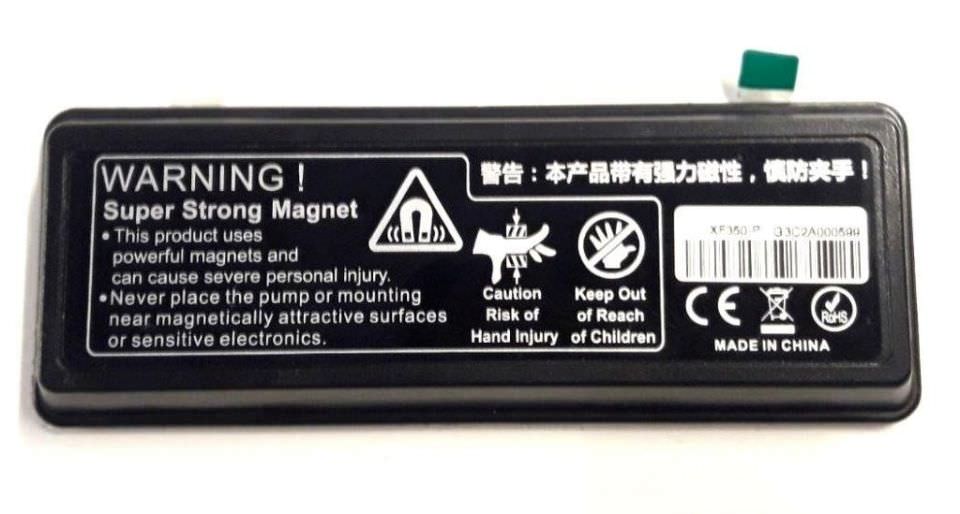 WARNING !
Super Strong Magnet
• This product uses
powerful magnets and
can cause severe personal injury.
• Never place the pump or mounting
near magnetically attractive surfaces
or sensitive electronics.
警告：本产品带有强力磁性，慎防夹手！
Caution
Risk of
Hand Injury
Keep Out
of Reach
of Children
XF350-P G3C2A000599
CE
RoHS
MADE IN CHINA